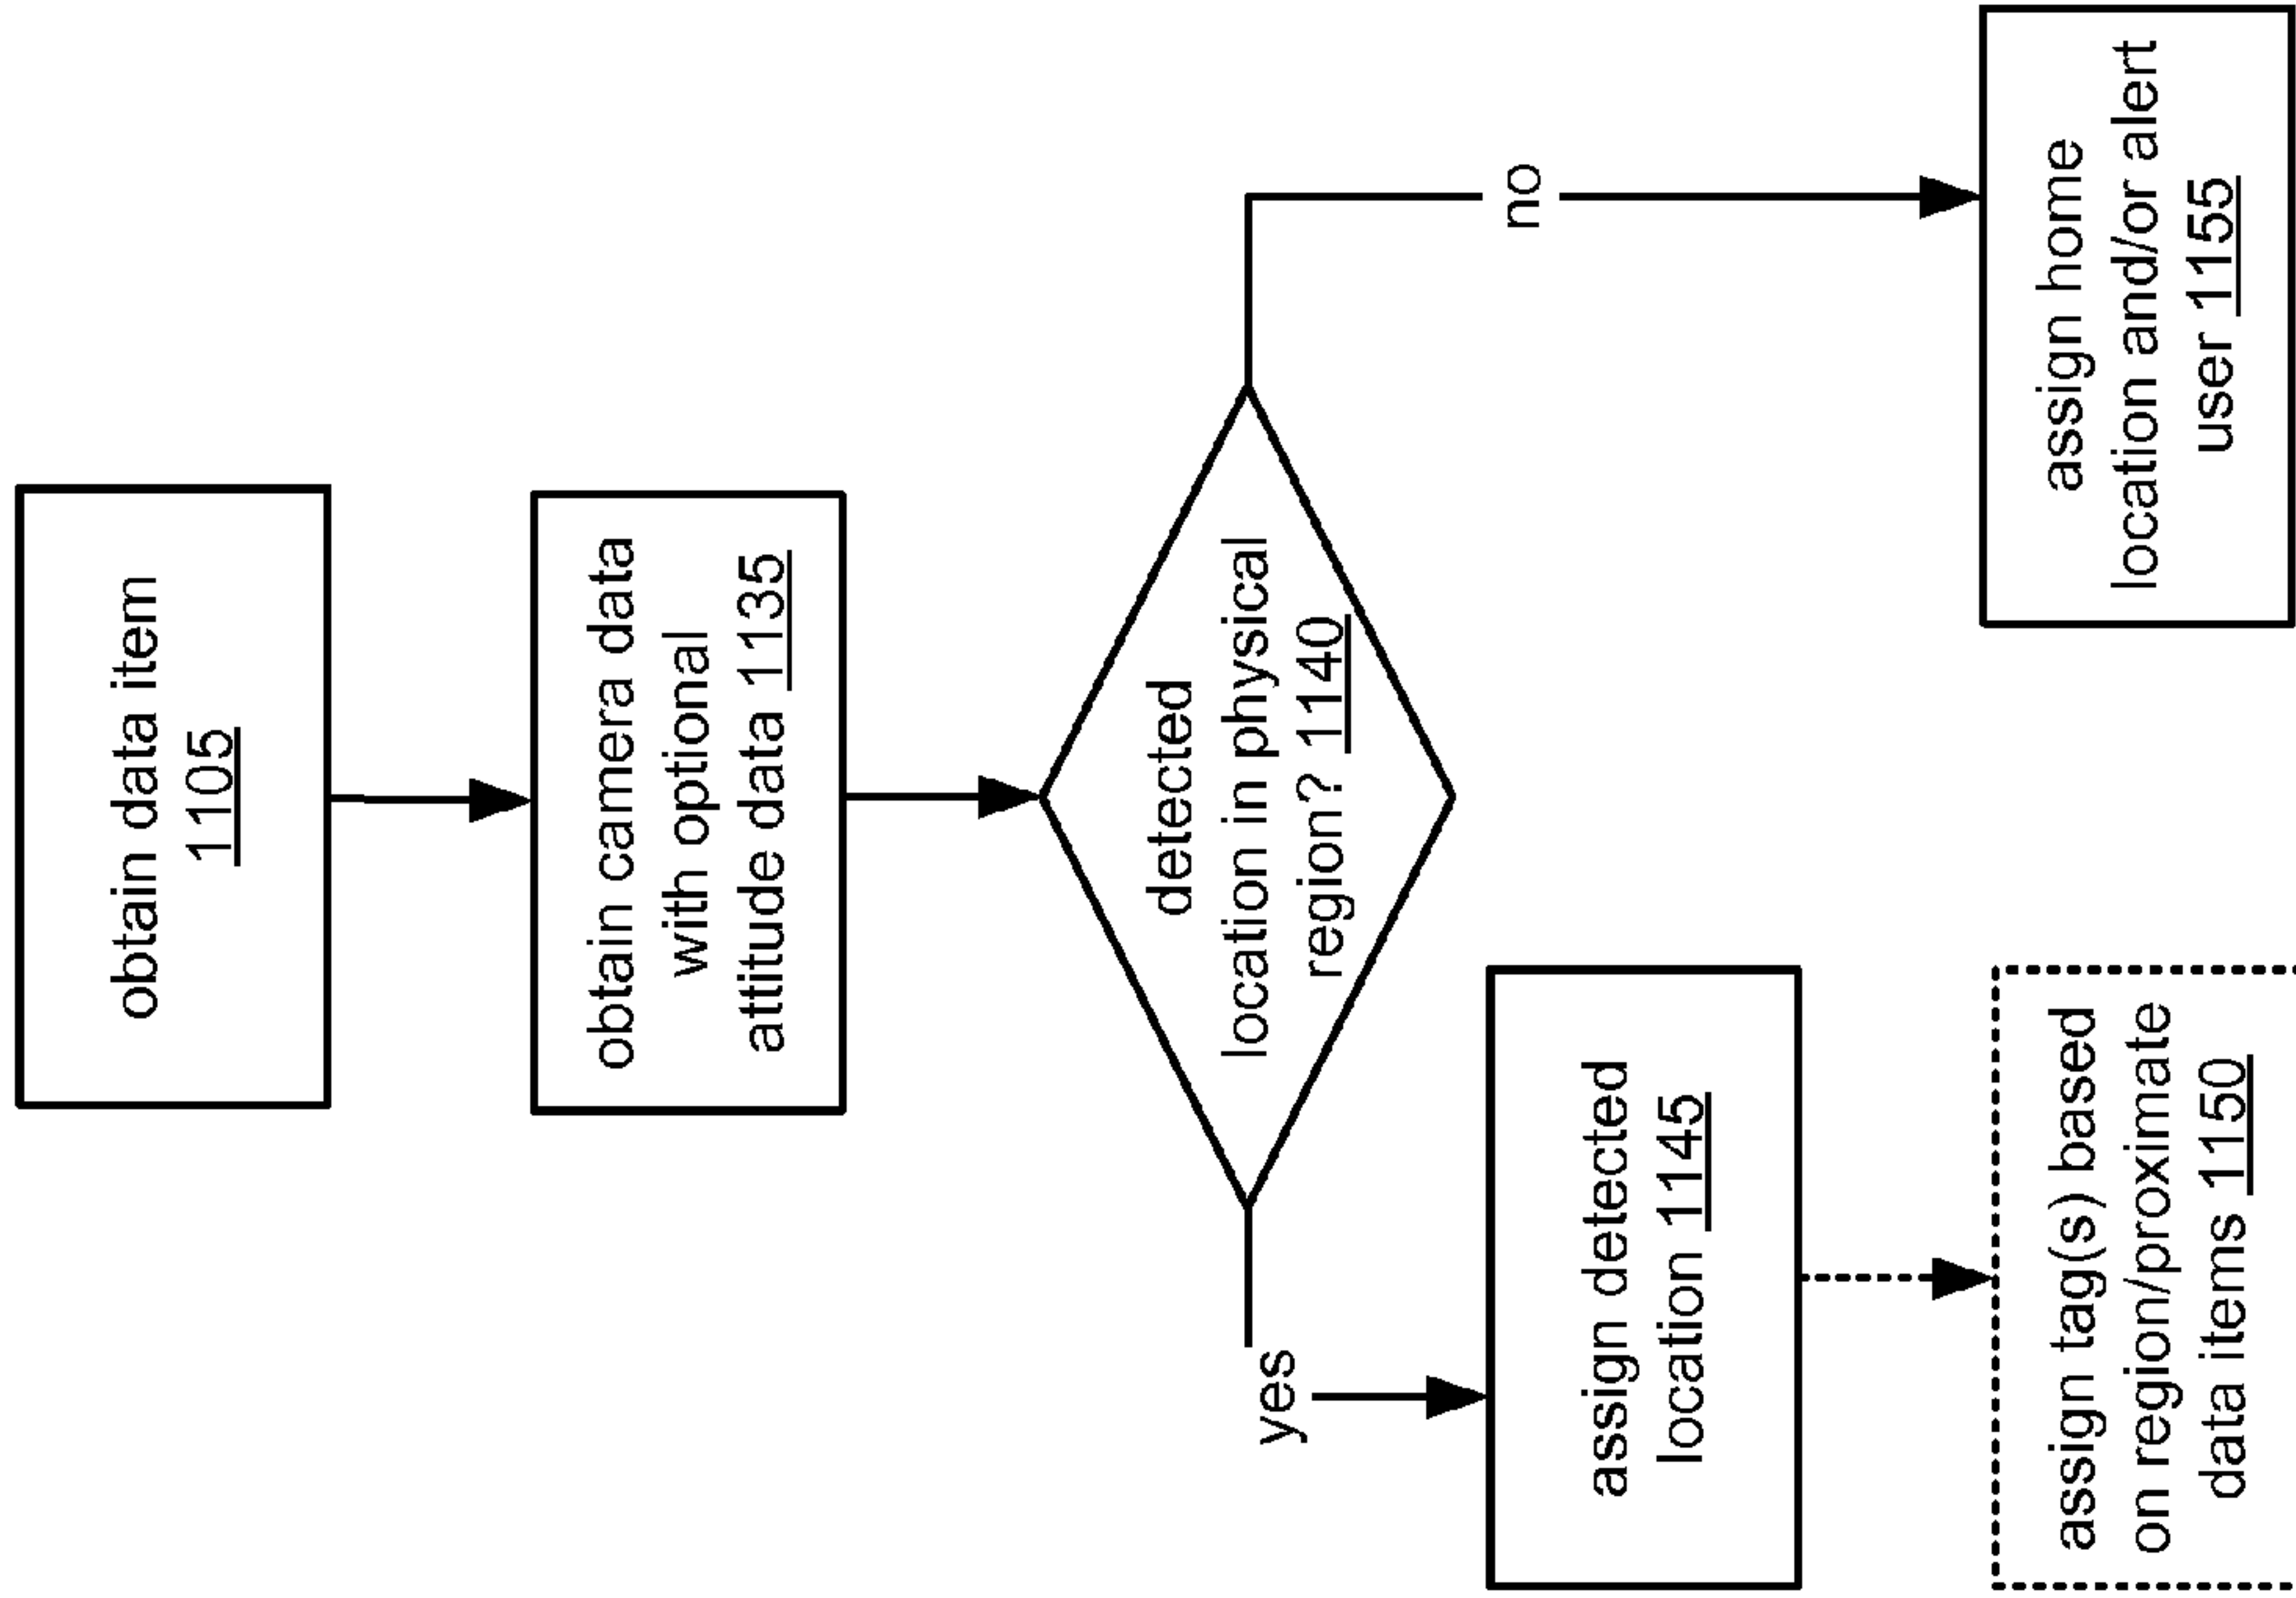 obtain data item
1105
obtain camera data
with optional
attitude data 1135
detected
location in physical
region? 1140
yes
no
assign detected
location 1145
assign tag(s) based
on region/proximate
data items 1150
assign home
location and/or alert
user 1155